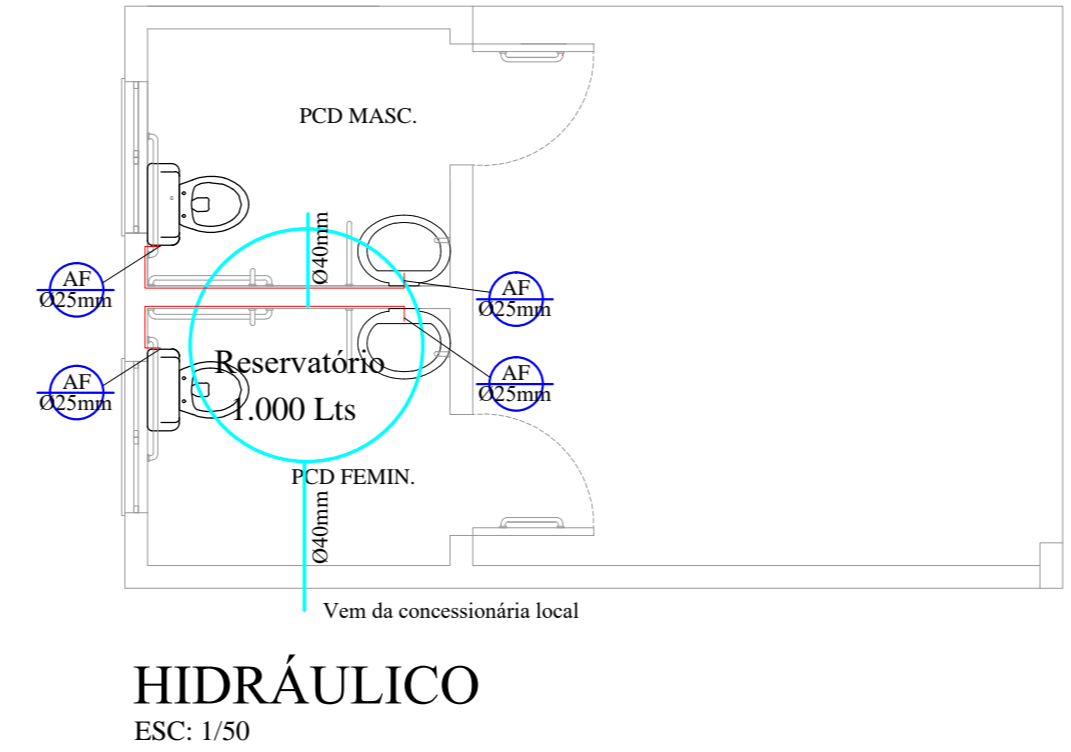 PCD MASC.
Ø40mm
AF
Ø25mm
AF
Ø25mm
Reservatório
1.000 Lts
AF
Ø25mm
AF
Ø25mm
PCD FEMIN.
Ø40mm
Vem da concessionária local
HIDRÁULICO
ESC: 1/50